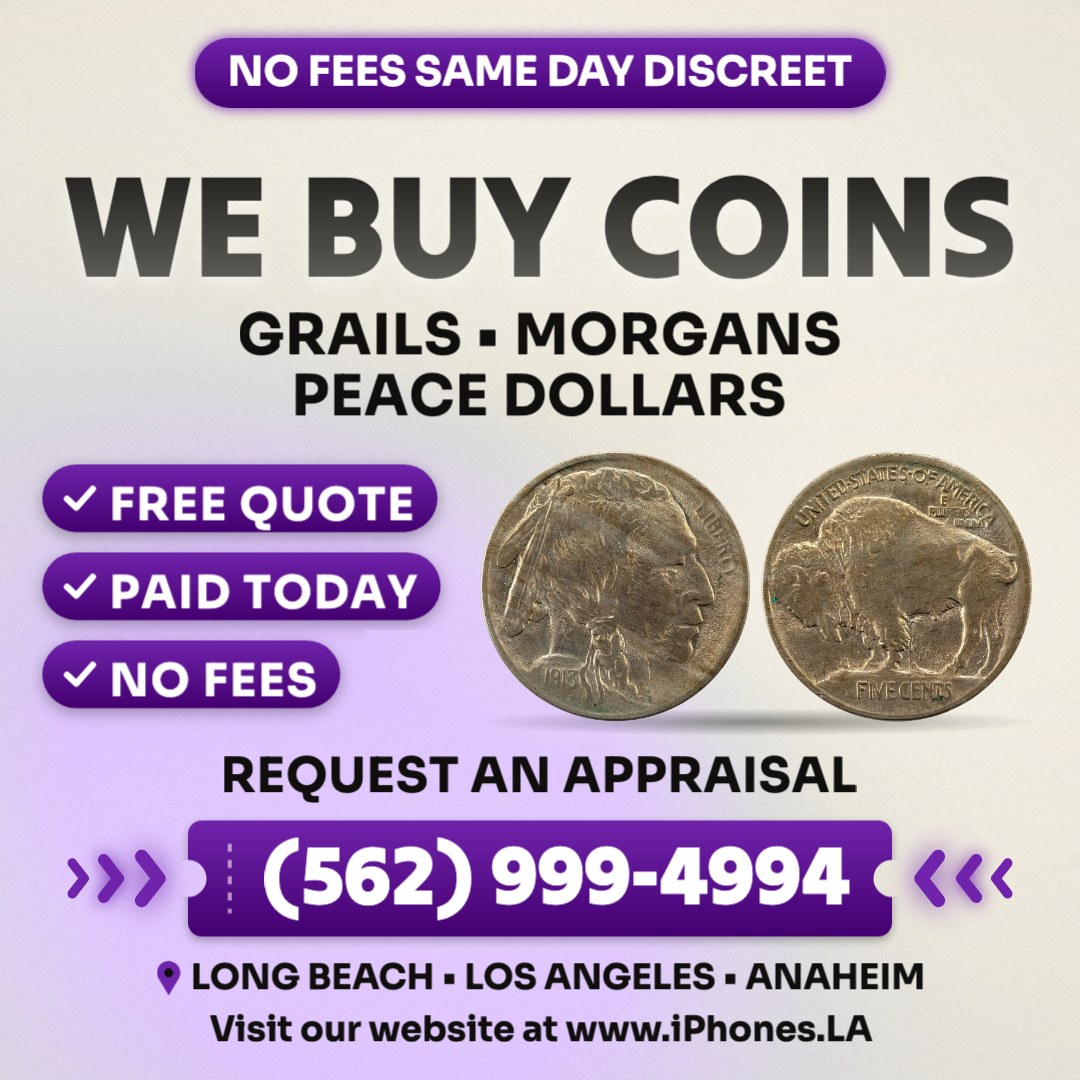 NO FEES SAME DAY DISCREET
WE BUY COINS
GRAILS ▪ MORGANS
PEACE DOLLARS
✓ FREE QUOTE
✓ PAID TODAY
✓ NO FEES
LIBERTY
1913
UNITED·STATES·OF·AMERICA
E
PLURIBUS
UNUM
FIVE CENTS
REQUEST AN APPRAISAL
(562) 999-4994
LONG BEACH ▪ LOS ANGELES ▪ ANAHEIM
Visit our website at www.iPhones.LA